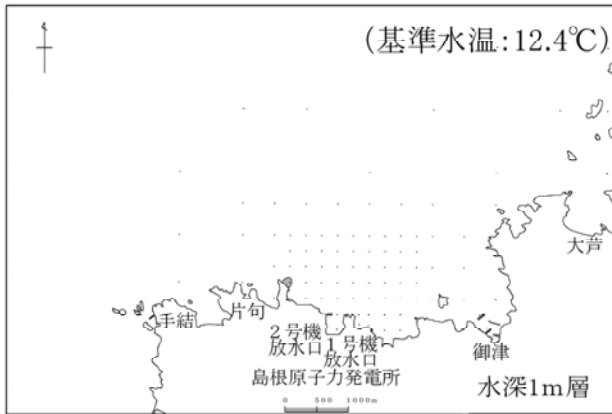 (基準水温:12.4℃)
大芦
手結
片句
2号機
放水口
1号機
放水口
御津
島根原子力発電所
水深1m層
0 500 1000m